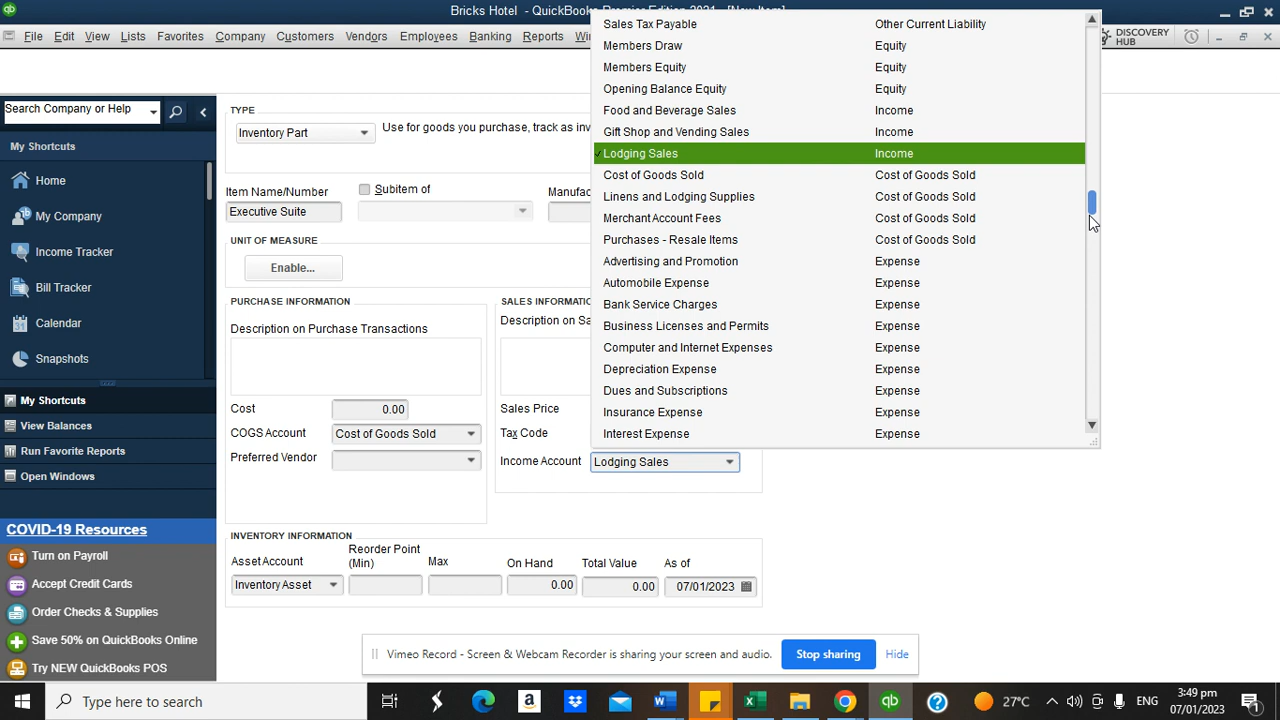 Bricks Hotel - QuickBooks Premier Edition 2021 - [New Item]
File Edit View Lists Favorites Company Customers Vendors Employees Banking Reports
DISCOVERY
HUB
Search Company or Help
My Shortcuts
Home
My Company
Income Tracker
Bill Tracker
Calendar
Snapshots
My Shortcuts
View Balances
Run Favorite Reports
Open Windows
COVID-19 Resources
Turn on Payroll
Accept Credit Cards
Order Checks & Supplies
Save 50% on QuickBooks Online
Try NEW QuickBooks POS
TYPE
Inventory Part
Use for goods you purchase, track as
Item Name/Number
Subitem of
Executive Suite
UNIT OF MEASURE
Enable...
PURCHASE INFORMATION
Description on Purchase Transactions
Cost 0.00
COGS Account Cost of Goods Sold
Preferred Vendor
Description on
Sales Price
Tax Code
Income Account Lodging Sales
Sales Tax Payable Other Current Liability
Members Draw Equity
Members Equity Equity
Opening Balance Equity Equity
Food and Beverage Sales Income
Gift Shop and Vending Sales Income
✓ Lodging Sales Income
Cost of Goods Sold Cost of Goods Sold
Linens and Lodging Supplies Cost of Goods Sold
Merchant Account Fees Cost of Goods Sold
Purchases - Resale Items Cost of Goods Sold
Advertising and Promotion Expense
Automobile Expense Expense
Bank Service Charges Expense
Business Licenses and Permits Expense
Computer and Internet Expenses Expense
Depreciation Expense Expense
Dues and Subscriptions Expense
Insurance Expense Expense
Interest Expense Expense
INVENTORY INFORMATION
Asset Account
Reorder Point
(Min)
Max
On Hand
Total Value
As of
Inventory Asset
0.00
0.00
07/01/2023
Vimeo Record - Screen & Webcam Recorder is sharing your screen and audio.
Stop sharing
Hide
Type here to search
27°C
ENG
3:49 pm
07/01/2023
1